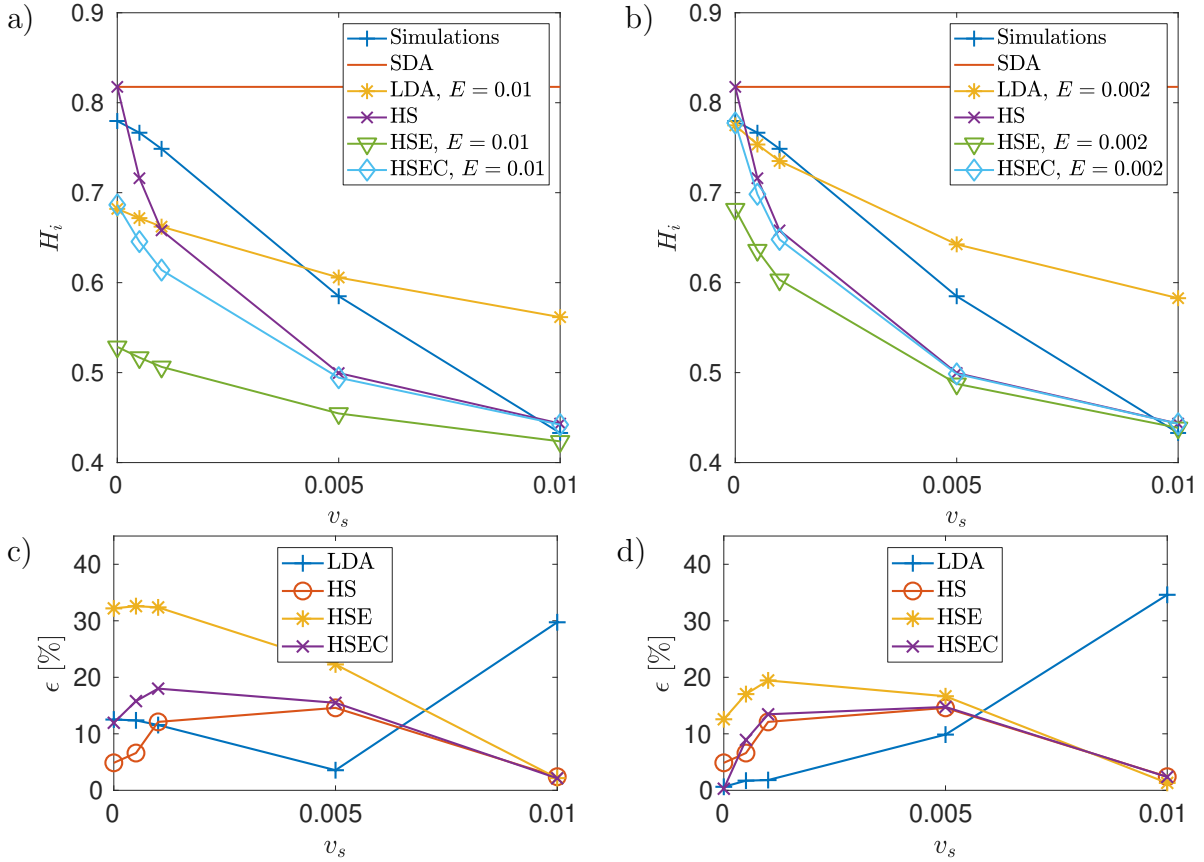 a)
0.9
0.8
0.7
0.6
0.5
0.4
H_i
0
0.005
0.01
v_s
Simulations
SDA
LDA, E = 0.01
HS
HSE, E = 0.01
HSEC, E = 0.01
b)
0.9
0.8
0.7
0.6
0.5
0.4
H_i
0
0.005
0.01
v_s
Simulations
SDA
LDA, E = 0.002
HS
HSE, E = 0.002
HSEC, E = 0.002
c)
40
30
20
10
0
ϵ [%]
0
0.005
0.01
v_s
LDA
HS
HSE
HSEC
d)
40
30
20
10
0
ϵ [%]
0
0.005
0.01
v_s
LDA
HS
HSE
HSEC